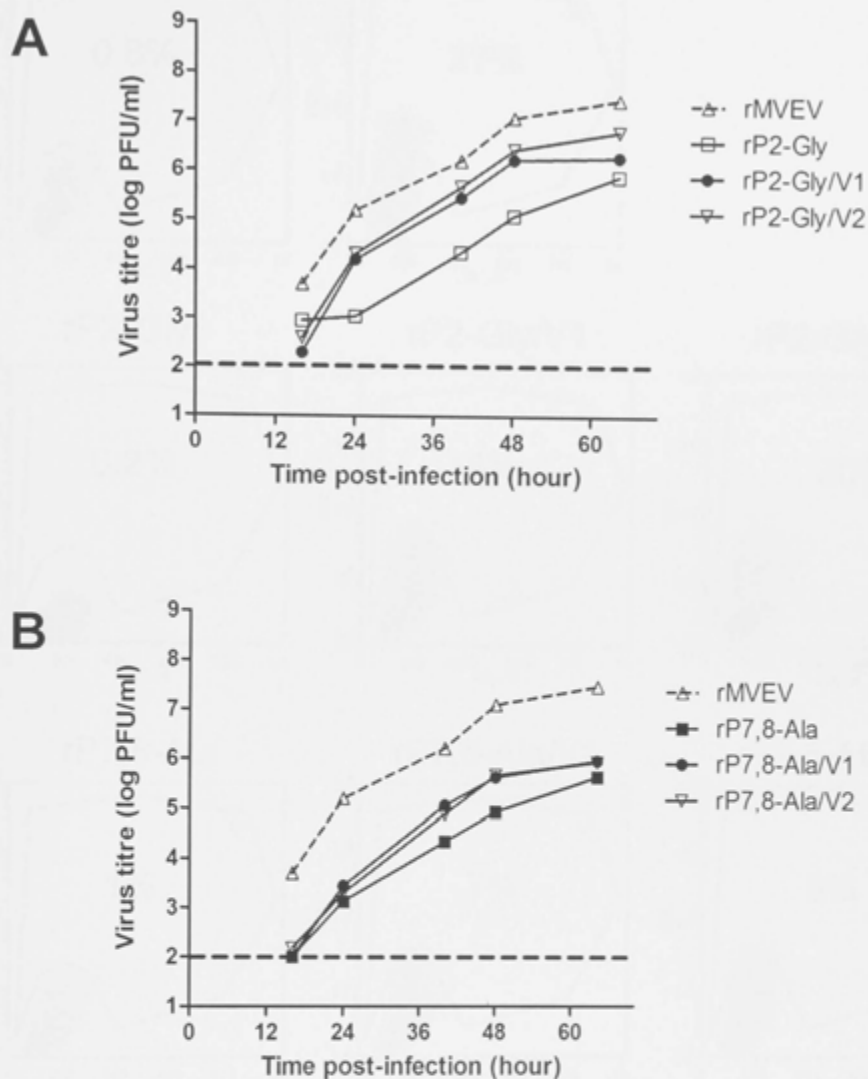 A
9
8
7
6
5
4
3
2
1
Virus titre (log PFU/ml)
0 12 24 36 48 60
Time post-infection (hour)
rMVEV
rP2-Gly
rP2-Gly/V1
rP2-Gly/V2
B
9
8
7
6
5
4
3
2
1
Virus titre (log PFU/ml)
0 12 24 36 48 60
Time post-infection (hour)
rMVEV
rP7,8-Ala
rP7,8-Ala/V1
rP7,8-Ala/V2